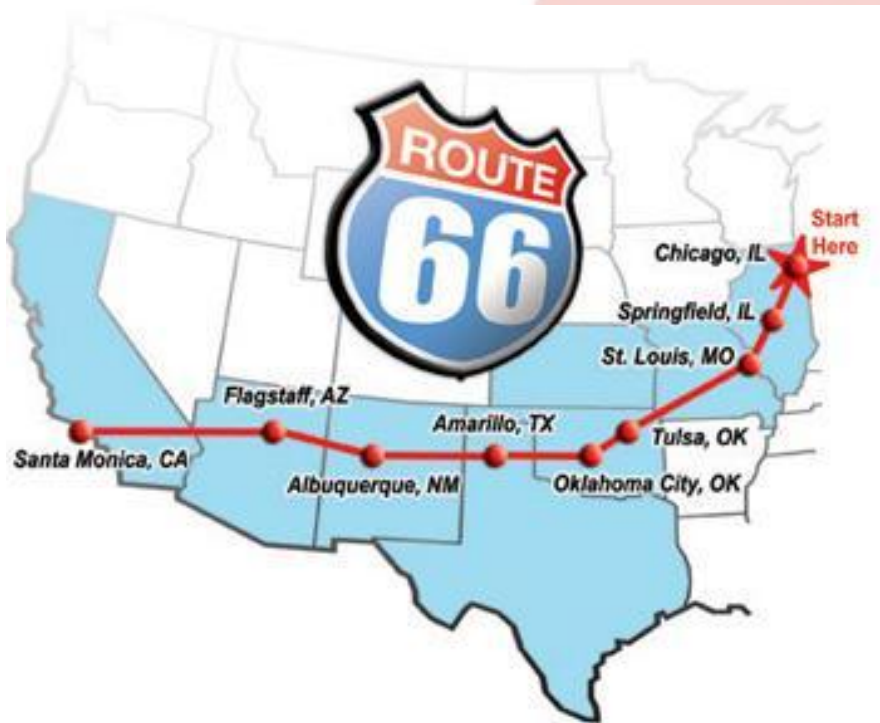 ROUTE
66
Start
Here
Chicago, IL
Springfield, IL
St. Louis, MO
Flagstaff, AZ
Amarillo, TX
Tulsa, OK
Santa Monica, CA
Albuquerque, NM
Oklahoma City, OK